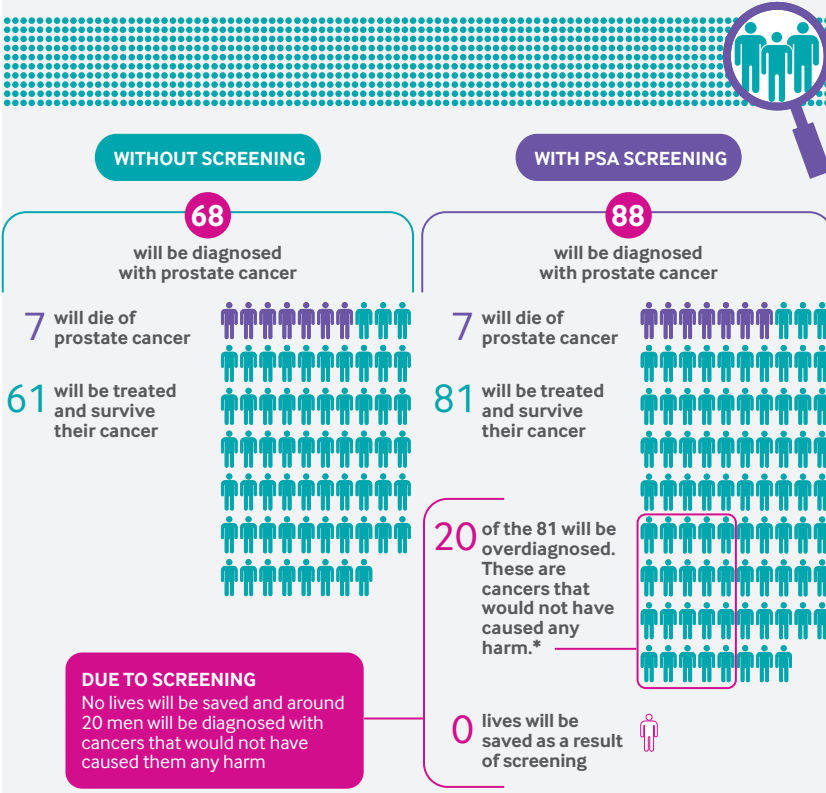 WITHOUT SCREENING
68
will be diagnosed
with prostate cancer
7 will die of
prostate cancer
61 will be treated
and survive
their cancer
WITH PSA SCREENING
88
will be diagnosed
with prostate cancer
7 will die of
prostate cancer
81 will be treated
and survive
their cancer
20 of the 81 will be
overdiagnosed.
These are
cancers that
would not have
caused any
harm.*
0 lives will be
saved as a result
of screening
DUE TO SCREENING
No lives will be saved and around
20 men will be diagnosed with
cancers that would not have
caused them any harm